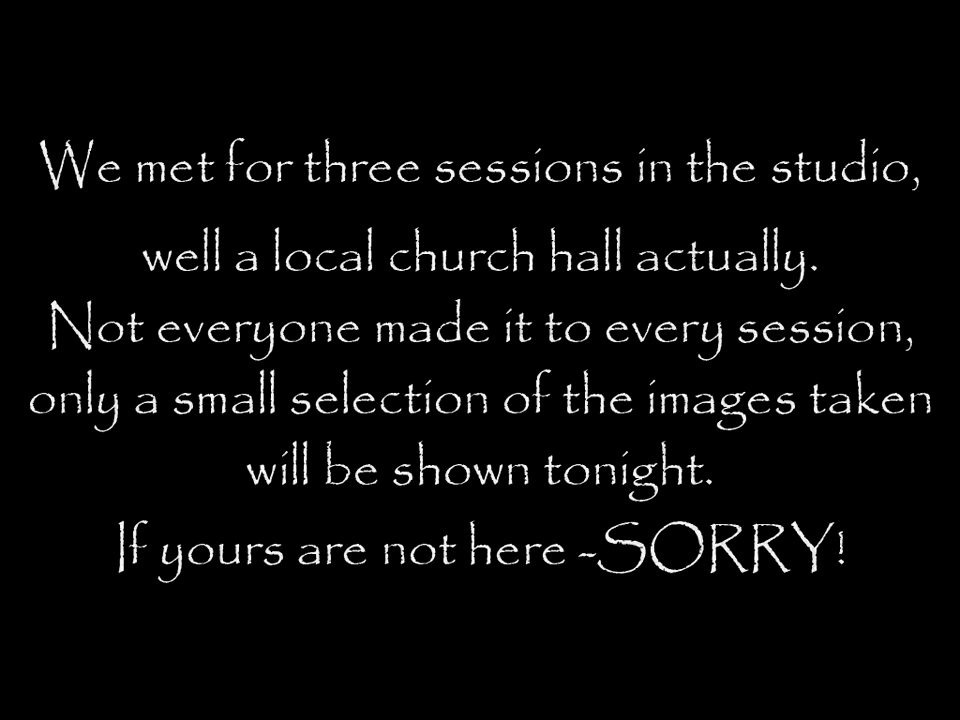 We met for three sessions in the studio,
well a local church hall actually.
Not everyone made it to every session,
only a small selection of the images taken
will be shown tonight.
If yours are not here -SORRY!